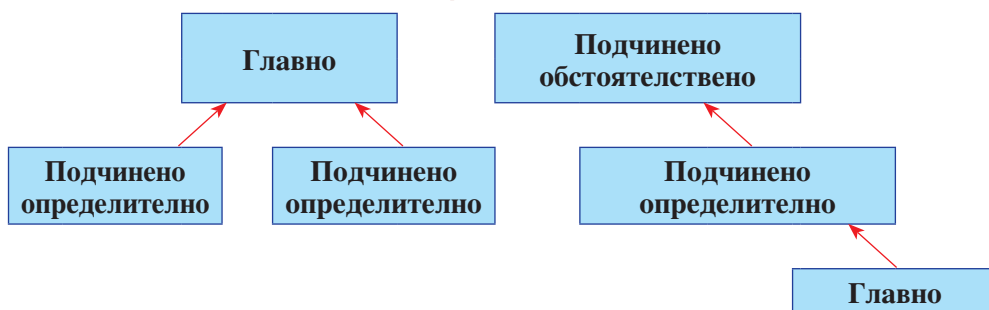 Главно
Подчинено
обстоятелствено
Подчинено
определително
Подчинено
определително
Подчинено
определително
Главно